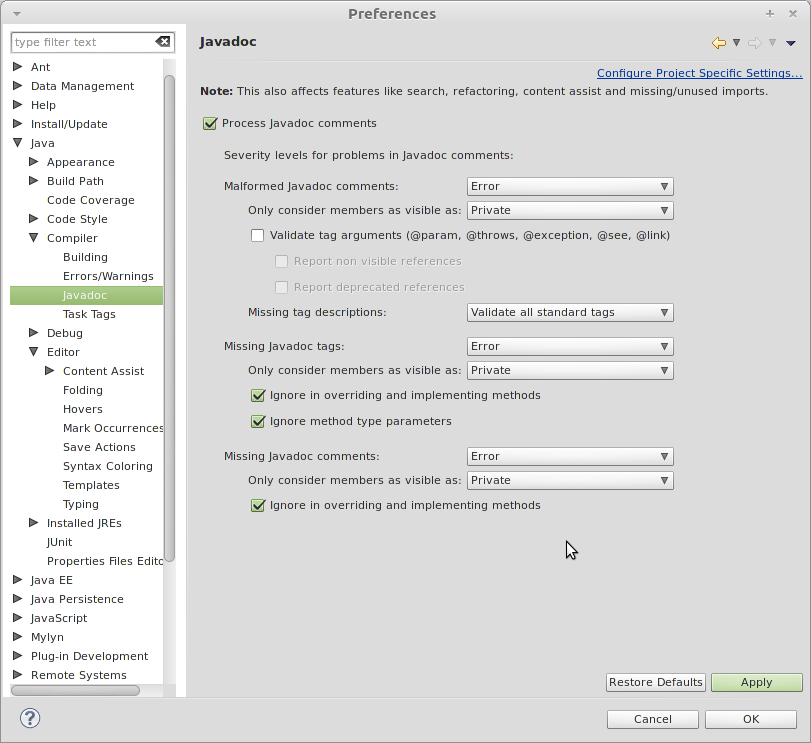 Preferences
type filter text
Ant
Data Management
Help
Install/Update
Java
Appearance
Build Path
Code Coverage
Code Style
Compiler
Building
Errors/Warnings
Javadoc
Task Tags
Debug
Editor
Content Assist
Folding
Hovers
Mark Occurrences
Save Actions
Syntax Coloring
Templates
Typing
Installed JREs
JUnit
Properties Files Edito
Java EE
Java Persistence
JavaScript
Mylyn
Plug-in Development
Remote Systems
Javadoc
Configure Project Specific Settings...
Note: This also affects features like search, refactoring, content assist and missing/unused imports.
Process Javadoc comments
Severity levels for problems in Javadoc comments:
Malformed Javadoc comments: Error
Only consider members as visible as: Private
Validate tag arguments (@param, @throws, @exception, @see, @link)
Report non visible references
Report deprecated references
Missing tag descriptions: Validate all standard tags
Missing Javadoc tags: Error
Only consider members as visible as: Private
Ignore in overriding and implementing methods
Ignore method type parameters
Missing Javadoc comments: Error
Only consider members as visible as: Private
Ignore in overriding and implementing methods
Restore Defaults Apply
? Cancel OK